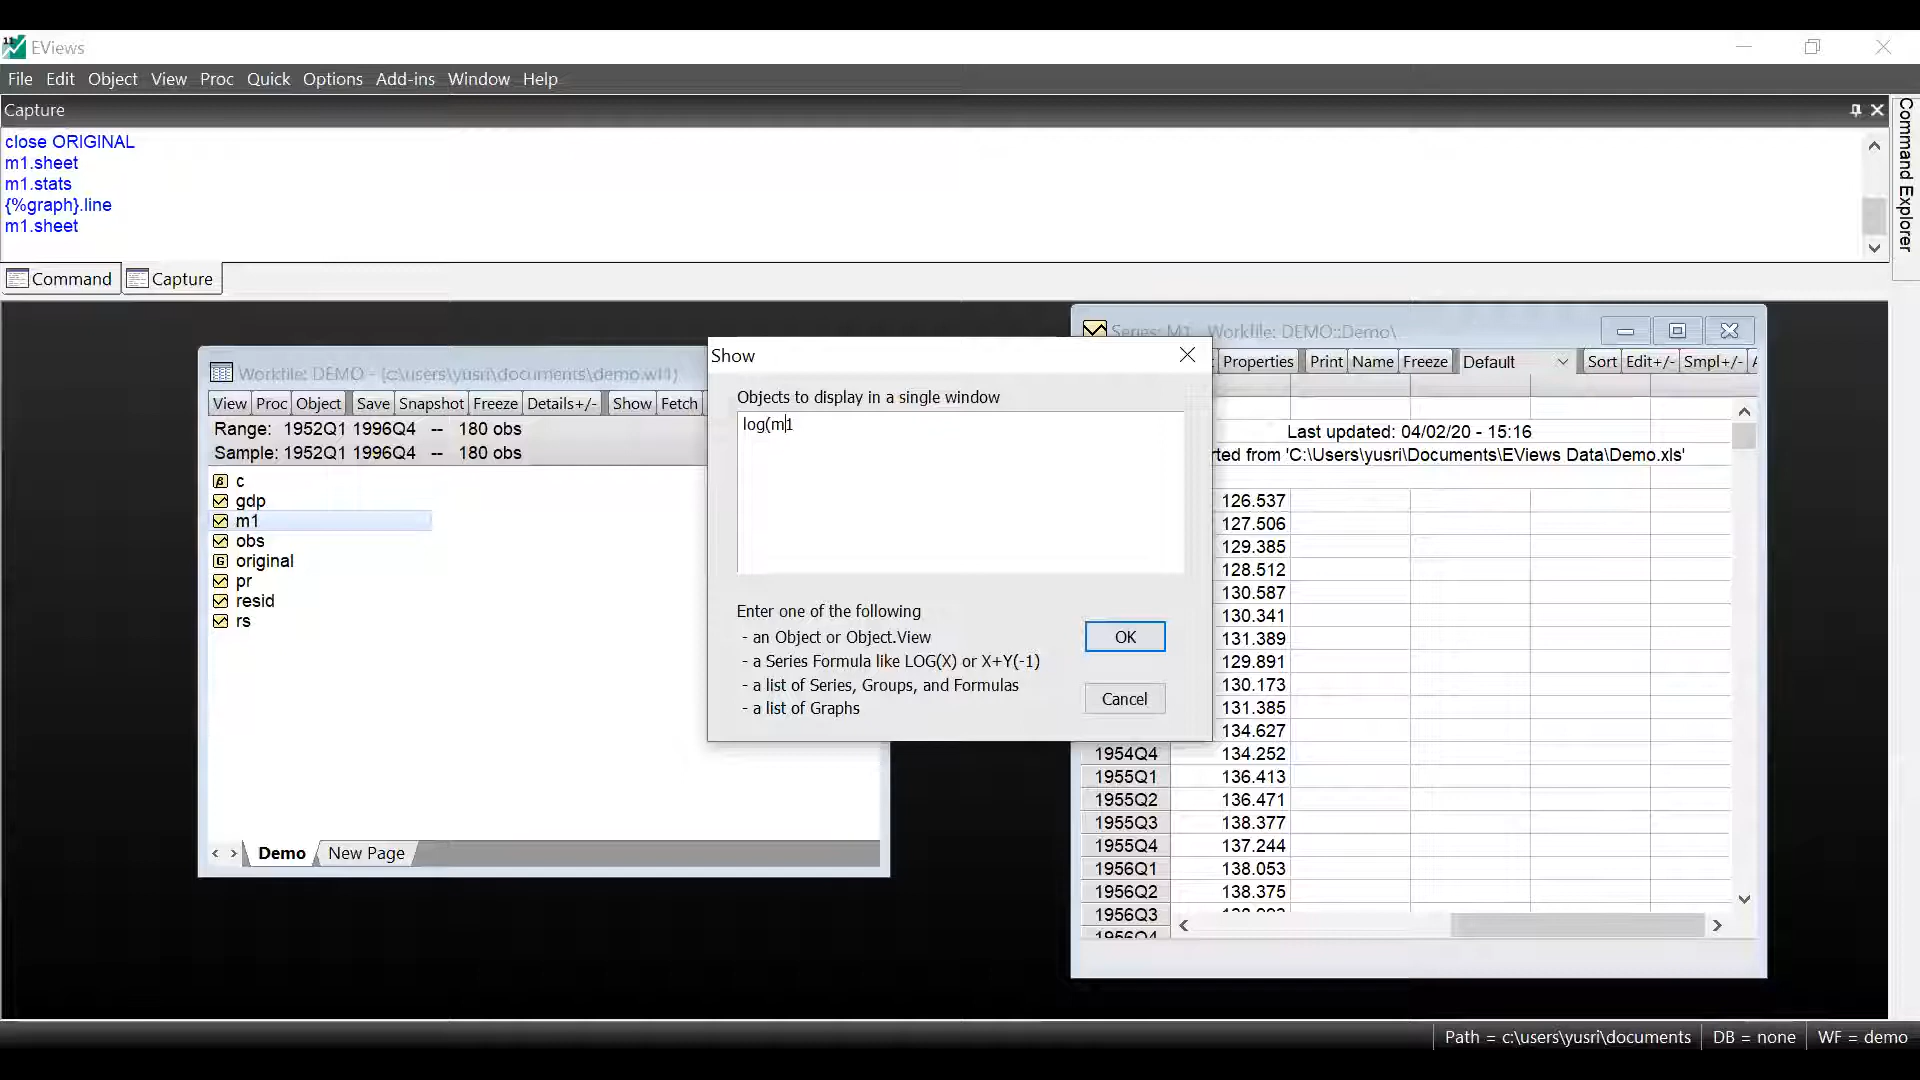 EViews
File Edit Object View Proc Quick Options Add-ins Window Help
Capture
close ORIGINAL
m1.sheet
m1.stats
{%graph}.line
m1.sheet
Command Explorer
Command Capture
Workfile: DEMO - (c:\users\yusri\documents\demo.wf1)
View Proc Object Save Snapshot Freeze Details+/- Show Fetch
Range: 1952Q1 1996Q4 -- 180 obs
Sample: 1952Q1 1996Q4 -- 180 obs
c
gdp
m1
obs
original
pr
resid
rs
Demo New Page
Show
Objects to display in a single window
log(m1
Enter one of the following
- an Object or Object.View
- a Series Formula like LOG(X) or X+Y(-1)
- a list of Series, Groups, and Formulas
- a list of Graphs
OK
Cancel
Series: M1 Workfile: DEMO::Demo\
Properties Print Name Freeze Default Sort Edit+/- Smpl+/-
Last updated: 04/02/20 - 15:16
rted from 'C:\Users\yusri\Documents\EViews Data\Demo.xls'
126.537
127.506
129.385
128.512
130.587
130.341
131.389
129.891
130.173
131.385
134.627
1954Q4 134.252
1955Q1 136.413
1955Q2 136.471
1955Q3 138.377
1955Q4 137.244
1956Q1 138.053
1956Q2 138.375
1956Q3
1956Q4
Path = c:\users\yusri\documents DB = none WF = demo